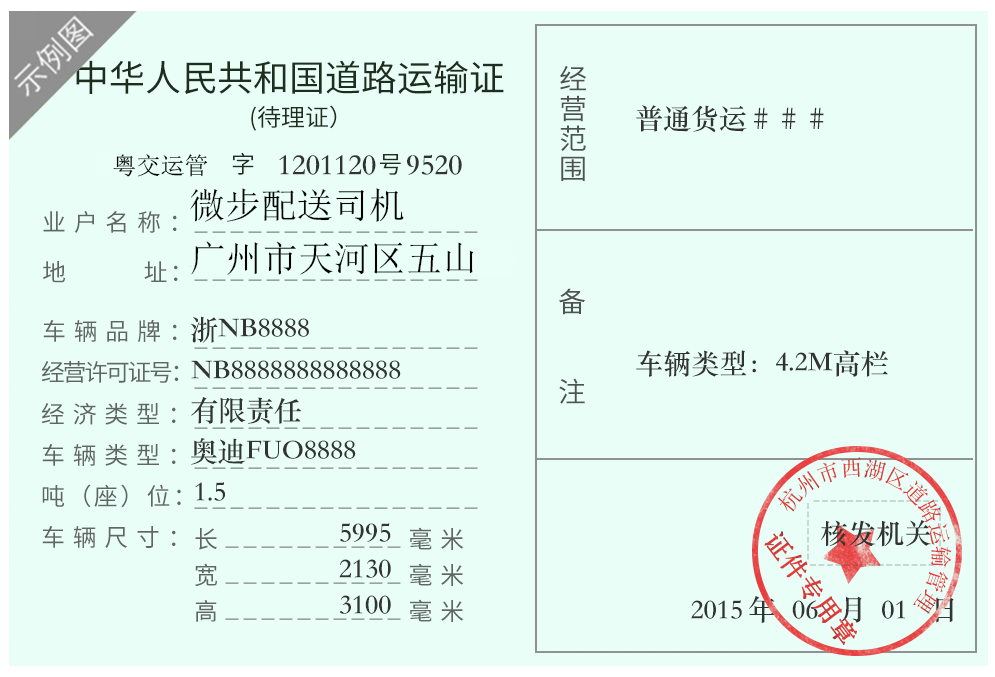 示例图
中华人民共和国道路运输证
(待理证)
粤交运管 字 1201120号9520
业户名称：微步配送司机
地址：广州市天河区五山
车辆品牌：浙NB8888
经营许可证号：NB8888888888888
经济类型：有限责任
车辆类型：奥迪FUO8888
吨（座）位：1.5
车辆尺寸：长 5995 毫米
宽 2130 毫米
高 3100 毫米
经营范围
普通货运＃＃＃
备注
车辆类型：4.2M高栏
杭州市西湖区道路运输管理
核发机关
证件专用章
2015年 06月 01日